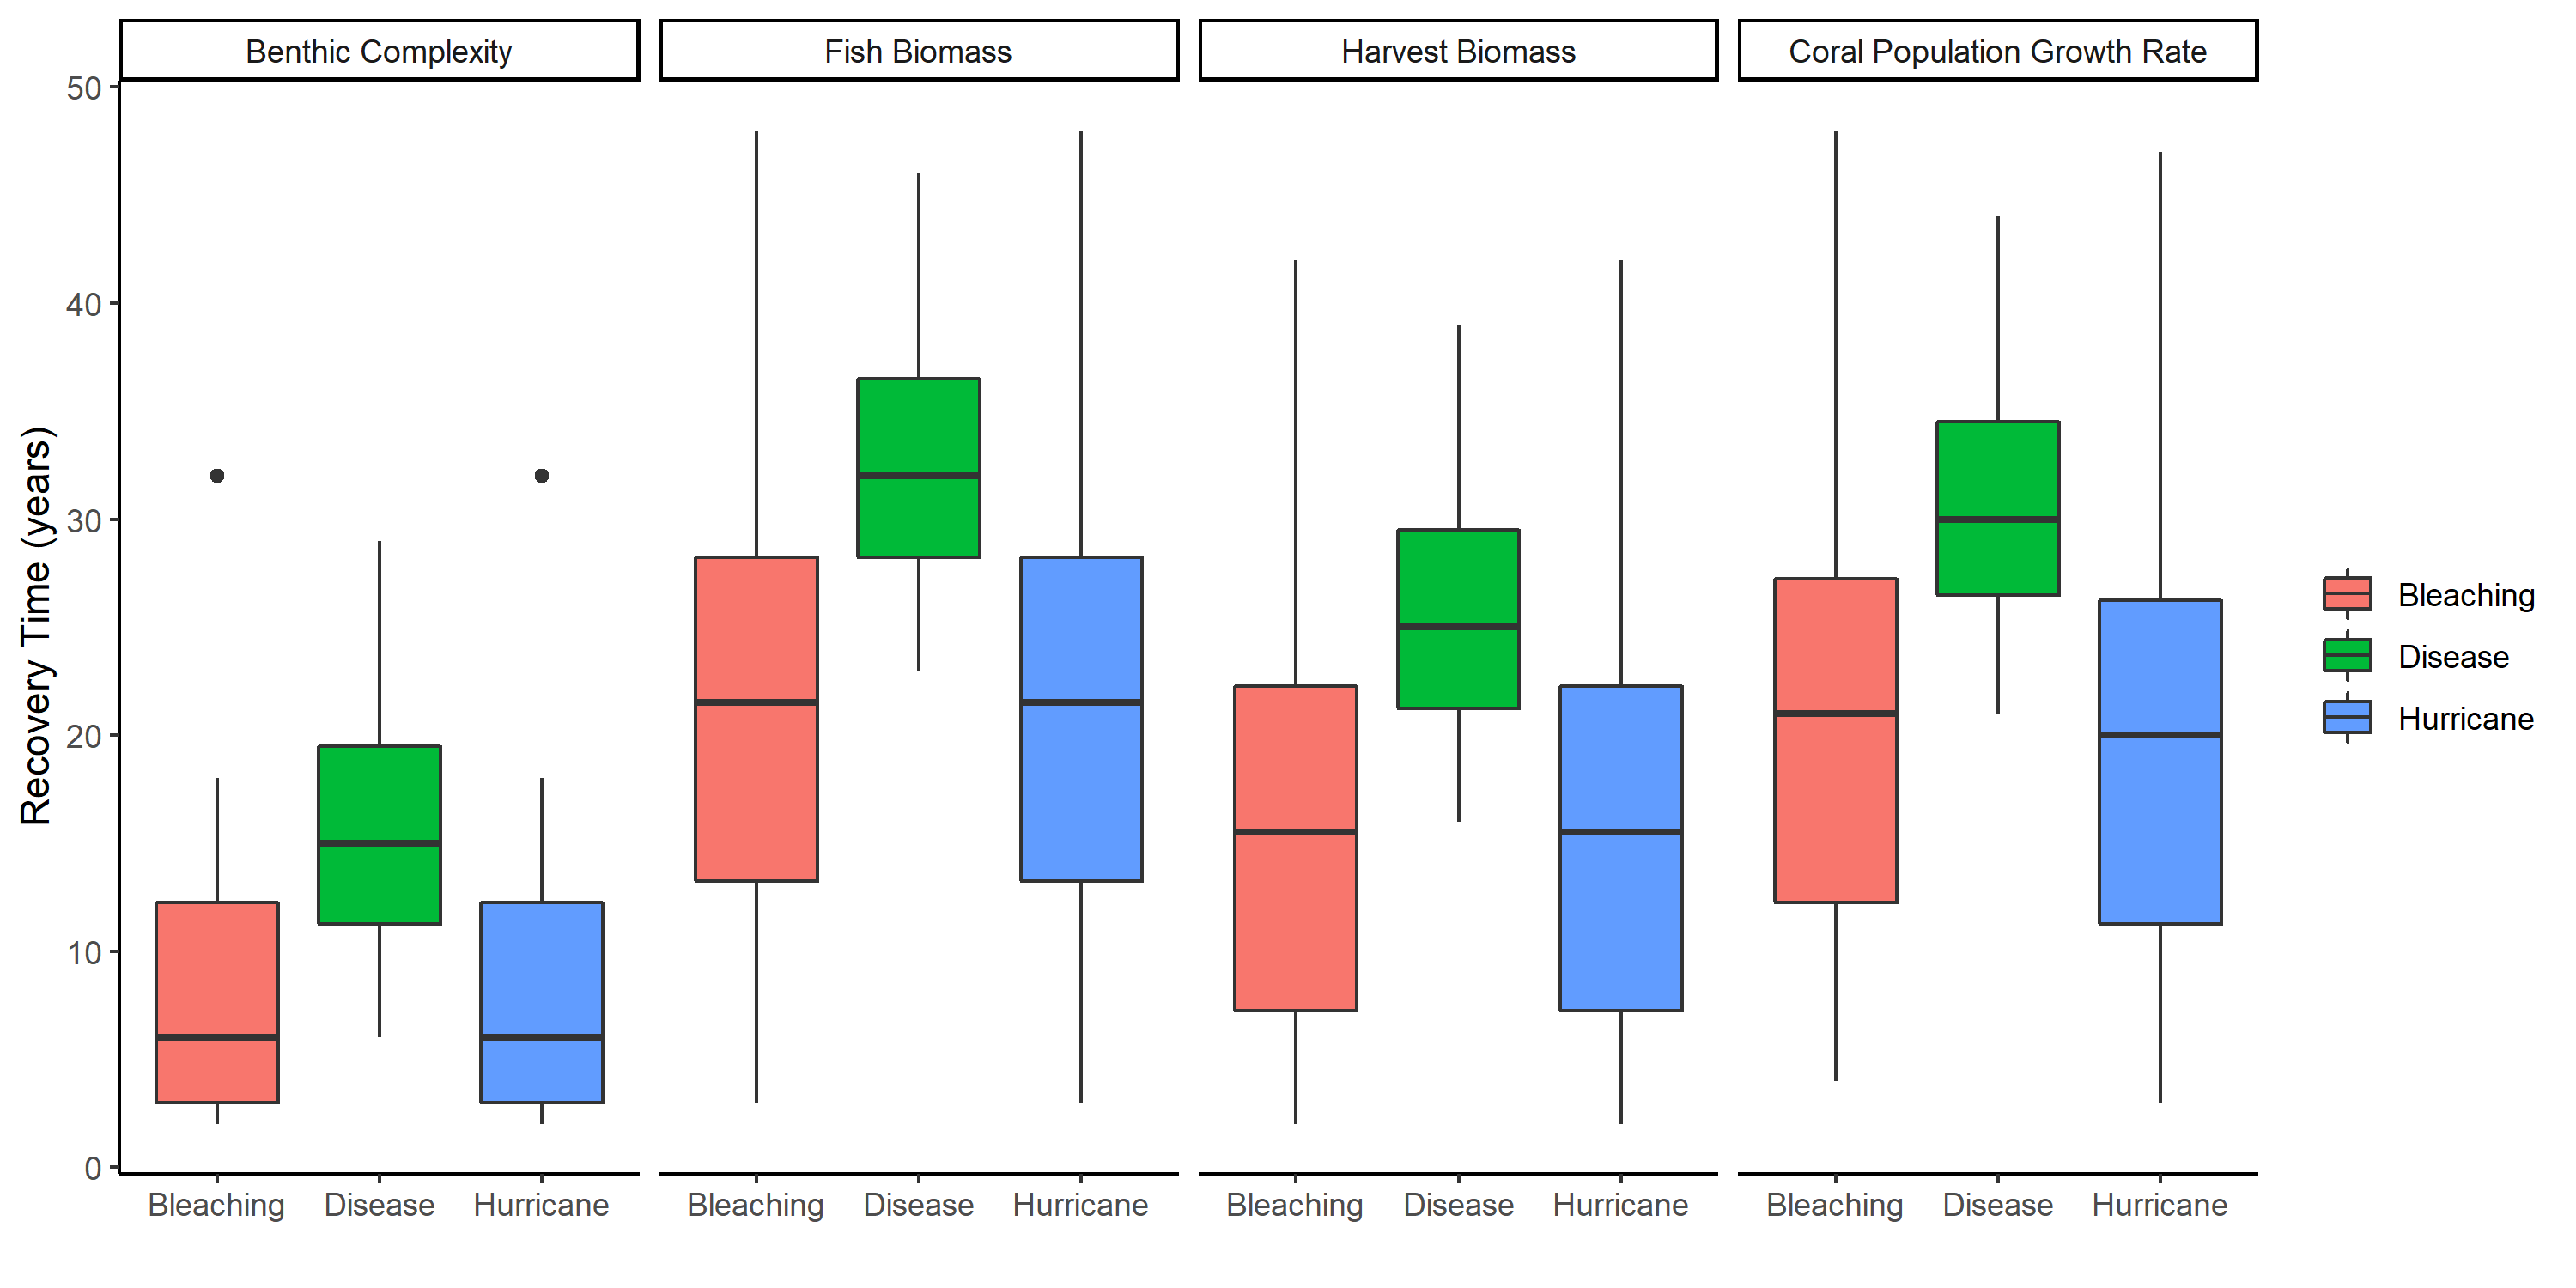 Benthic Complexity
Fish Biomass
Harvest Biomass
Coral Population Growth Rate
Recovery Time (years)
50
40
30
20
10
0
Bleaching
Disease
Hurricane
Bleaching
Disease
Hurricane
Bleaching
Disease
Hurricane
Bleaching
Disease
Hurricane
Bleaching
Disease
Hurricane